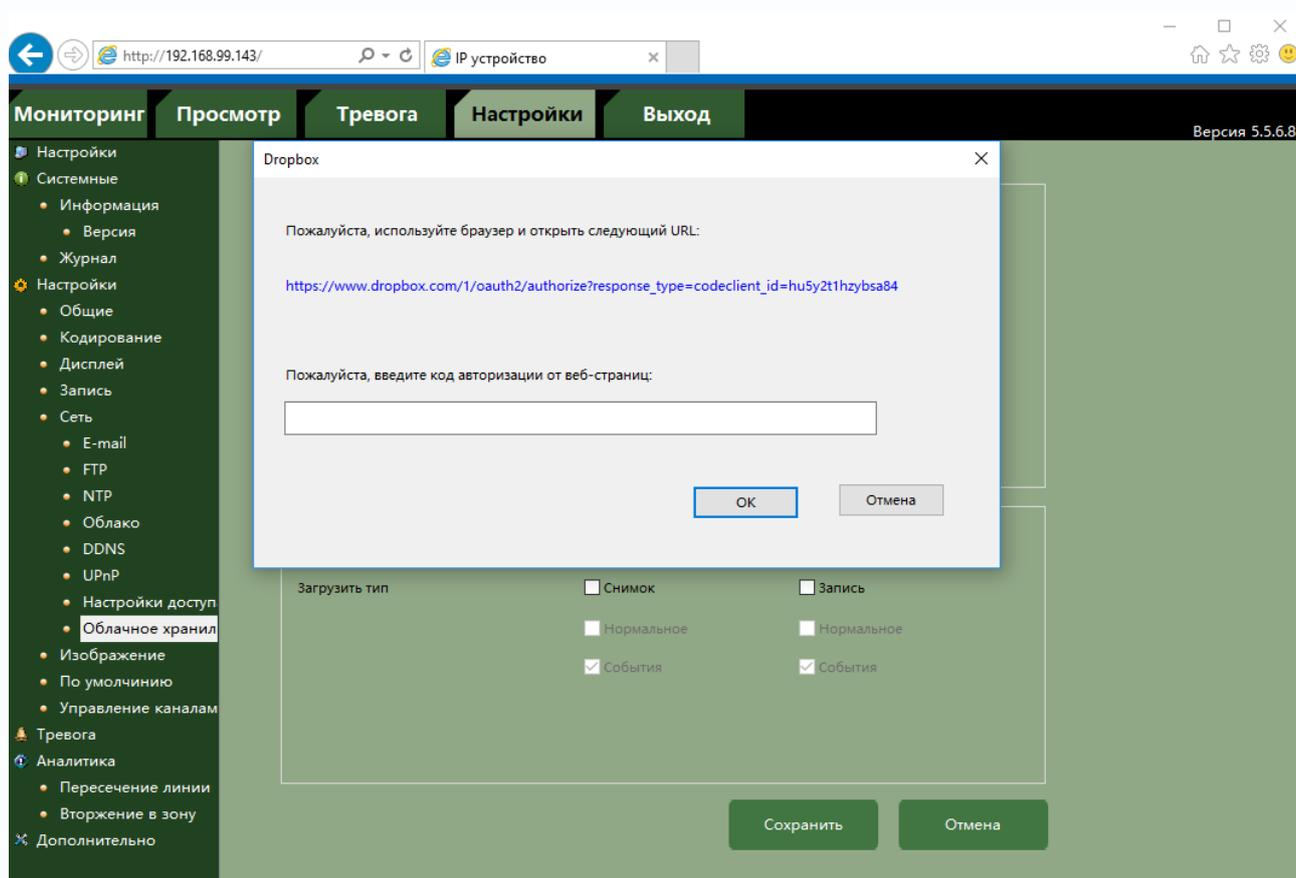 http://192.168.99.143/
IP устройство
Мониторинг Просмотр Тревога Настройки Выход
Версия 5.5.6.8
Настройки
Системные
Информация
Версия
Журнал
Настройки
Общие
Кодирование
Дисплей
Запись
Сеть
E-mail
FTP
NTP
Облако
DDNS
UPnP
Настройки доступ
Облачное хранил
Изображение
По умолчанию
Управление каналам
Тревога
Аналитика
Пересечение линии
Вторжение в зону
Дополнительно
Dropbox
Пожалуйста, используйте браузер и открыть следующий URL:
https://www.dropbox.com/1/oauth2/authorize?response_type=codeclient_id=hu5y2t1hzybsa84
Пожалуйста, введите код авторизации от веб-страниц:
OK Отмена
Загрузить тип Снимок Запись
Нормальное Нормальное
События События
Сохранить Отмена